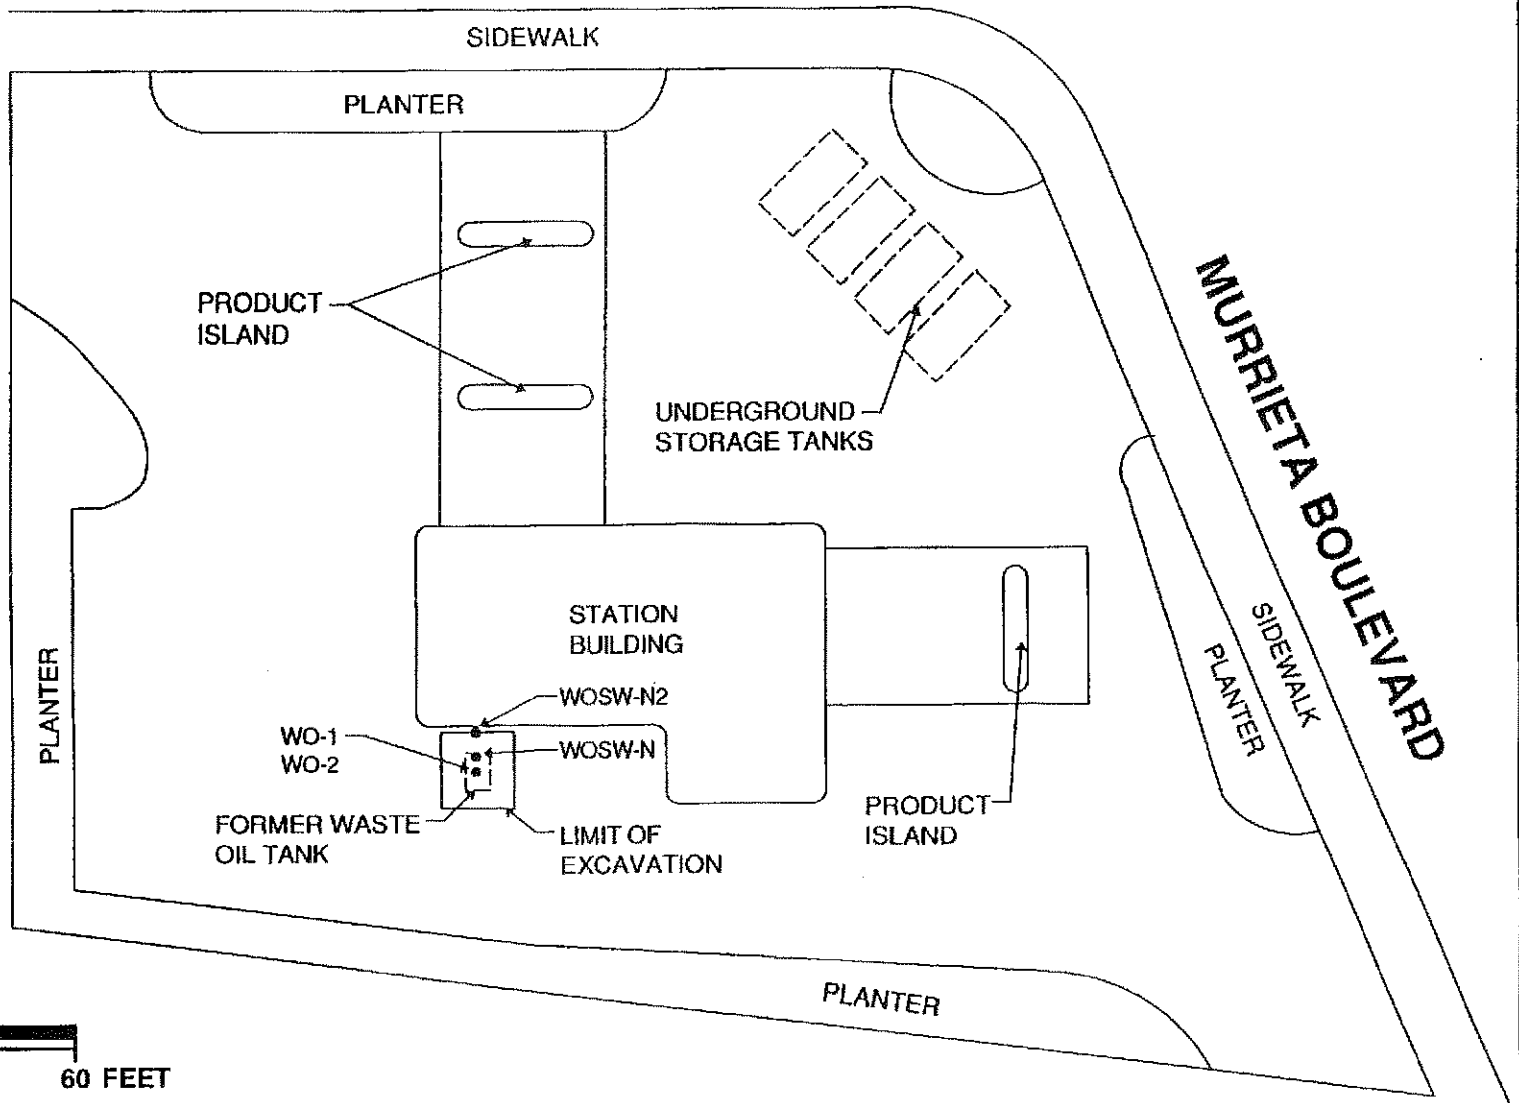 SIDEWALK
PLANTER
PRODUCT
ISLAND
UNDERGROUND
STORAGE TANKS
MURRIETA BOULEVARD
STATION
BUILDING
SIDEWALK
PLANTER
PLANTER
WOSW-N2
WO-1
WO-2
WOSW-N
FORMER WASTE
OIL TANK
LIMIT OF
EXCAVATION
PRODUCT
ISLAND
PLANTER
60 FEET